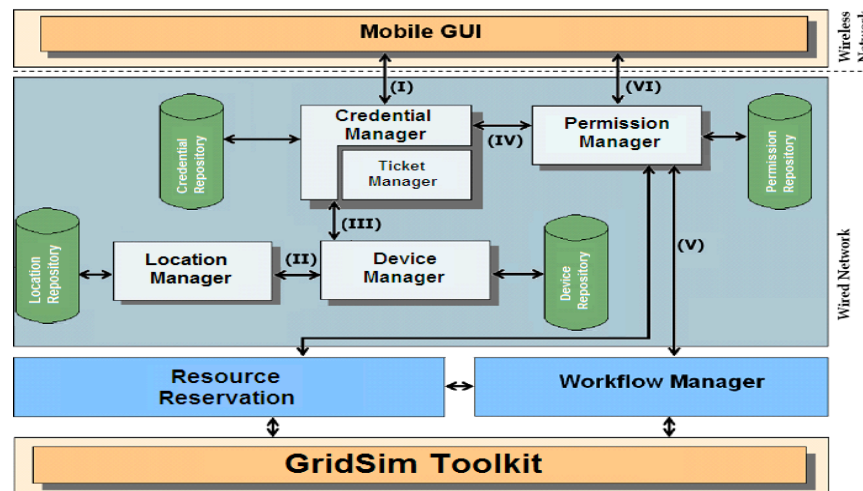 Mobile GUI
Wireless
Network
(I)
(VI)
Credential
Manager
Permission
Manager
(IV)
Ticket
Manager
Credential
Repository
Permission
Repository
(III)
Location
Manager
(II)
Device
Manager
(V)
Location
Repository
Device
Repository
Wired Network
Resource
Reservation
Workflow Manager
GridSim Toolkit